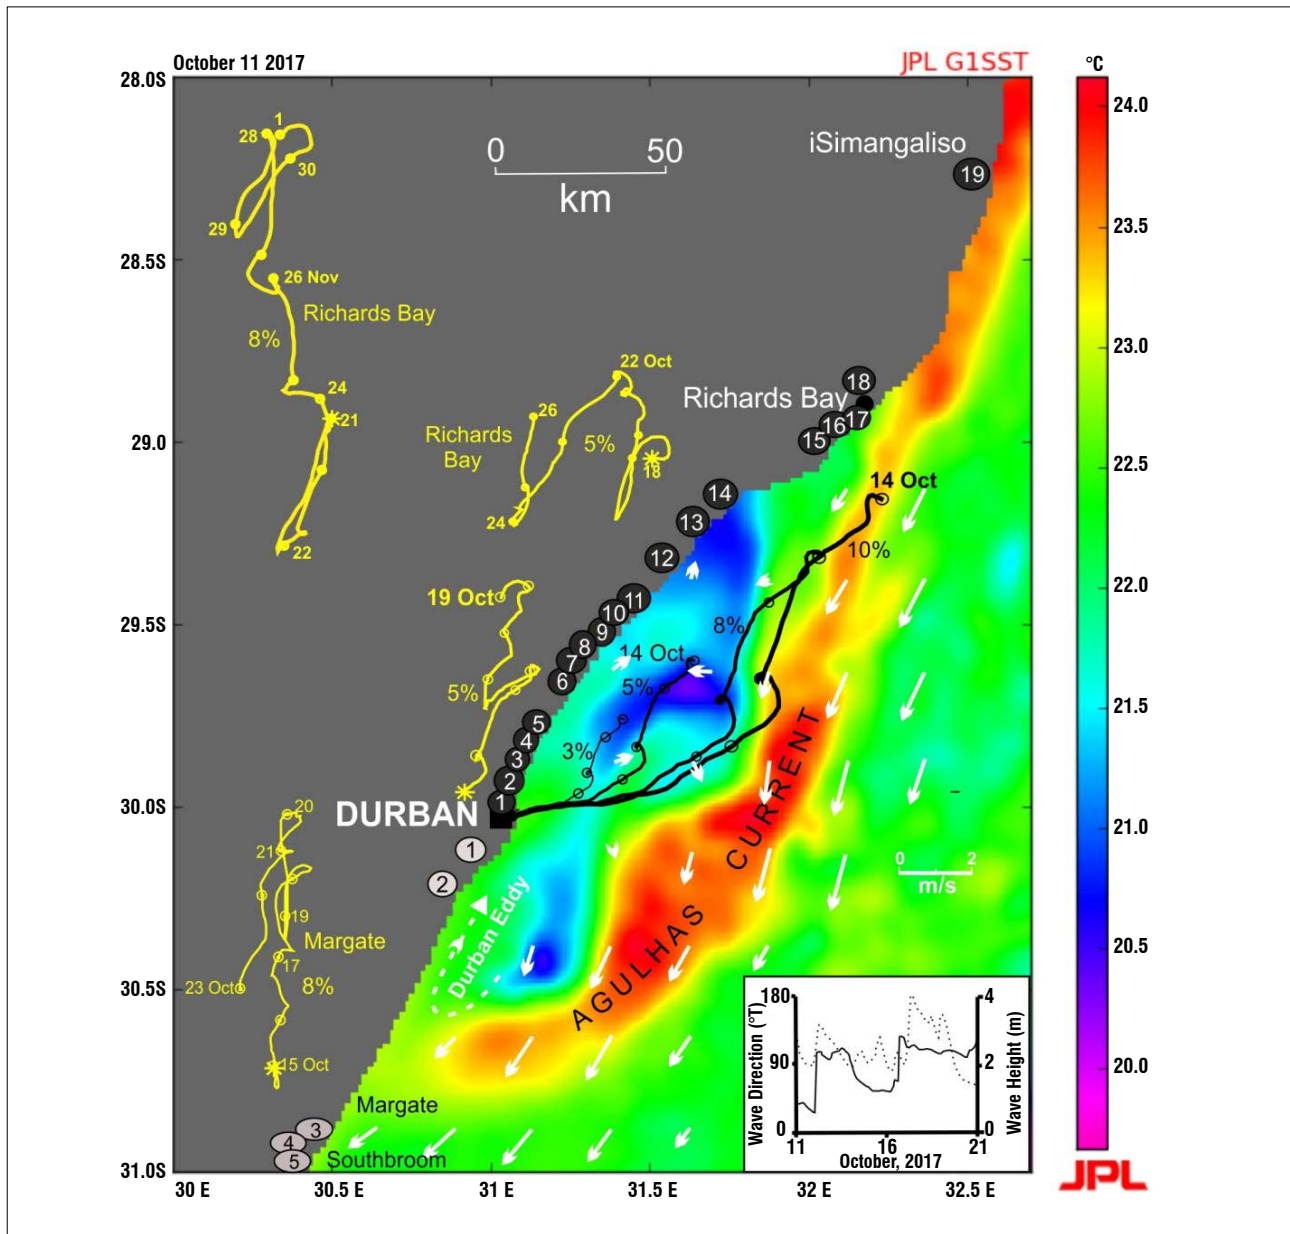 October 11 2017
JPL G1SST
°C
28.0S
28.5S
29.0
29.5S
30.0S
30.5S
31.0S
30 E
30.5 E
31 E
31.5 E
32 E
32.5 E
24.0
23.5
23.0
22.5
22.0
21.5
21.0
20.5
20.0
JPL
0 50
km
iSimangaliso
19
28
1
30
29
26 Nov
Richards Bay
8%
24
21
22
22 Oct
26
Richards
Bay
5%
18
24
Richards Bay
18
17
16
15
14
13
12
11
10
9
8
7
6
5
4
3
2
1
14 Oct
10%
8%
14 Oct
5%
3%
19 Oct
5%
DURBAN
1
2
20
21
19
Margate
17
23 Oct
8%
15 Oct
Durban Eddy
AGULHAS
CURRENT
0 2
m/s
Margate
3
4
5
Southbroom
Wave Direction (°T)
180
90
0
4
2
0
Wave Height (m)
11
16
21
October, 2017